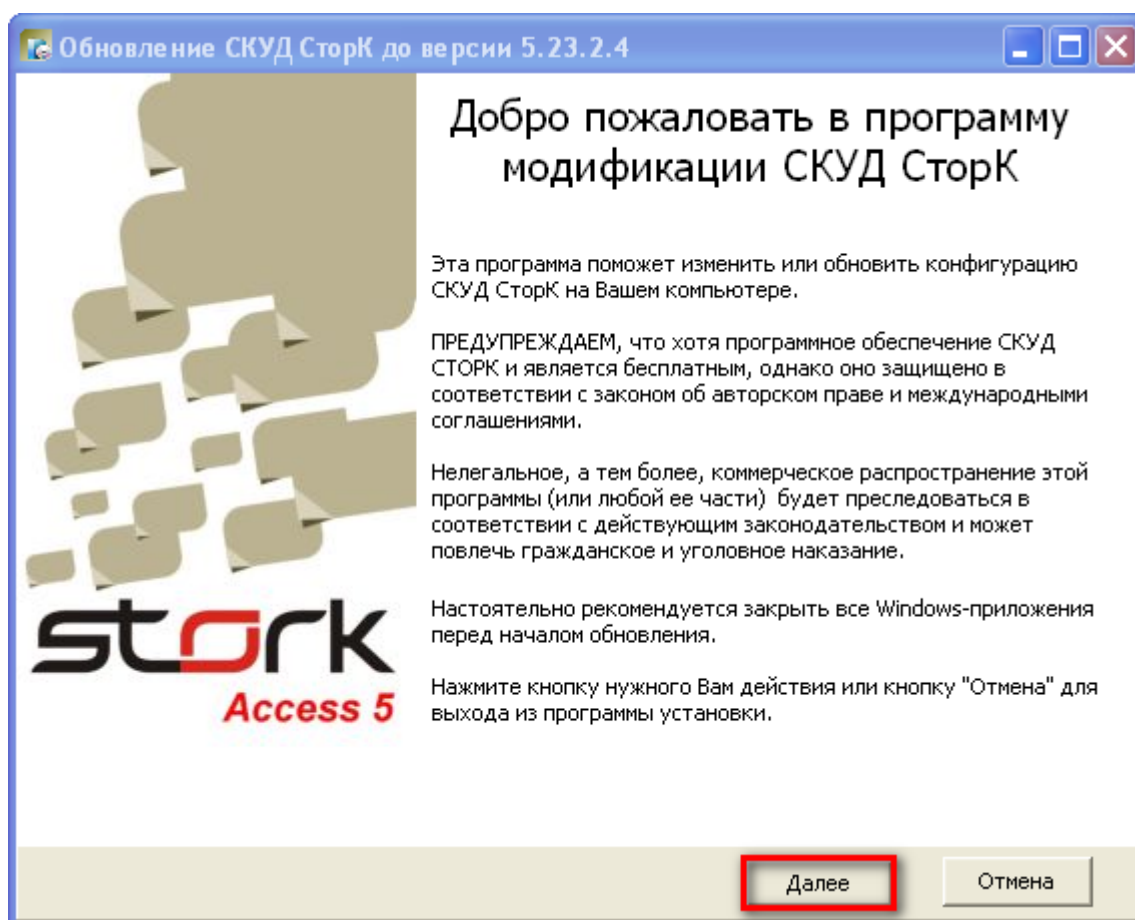 Обновление СКУД СторК до версии 5.23.2.4
Добро пожаловать в программу
модификации СКУД СторК
Эта программа поможет изменить или обновить конфигурацию
СКУД СторК на Вашем компьютере.
ПРЕДУПРЕЖДАЕМ, что хотя программное обеспечение СКУД
СТОРК и является бесплатным, однако оно защищено в
соответствии с законом об авторском праве и международными
соглашениями.
Нелегальное, а тем более, коммерческое распространение этой
программы (или любой ее части)  будет преследоваться в
соответствии с действующим законодательством и может
повлечь гражданское и уголовное наказание.
Настоятельно рекомендуется закрыть все Windows-приложения
перед началом обновления.
Нажмите кнопку нужного Вам действия или кнопку "Отмена" для
выхода из программы установки.
stork
Access 5
Далее
Отмена